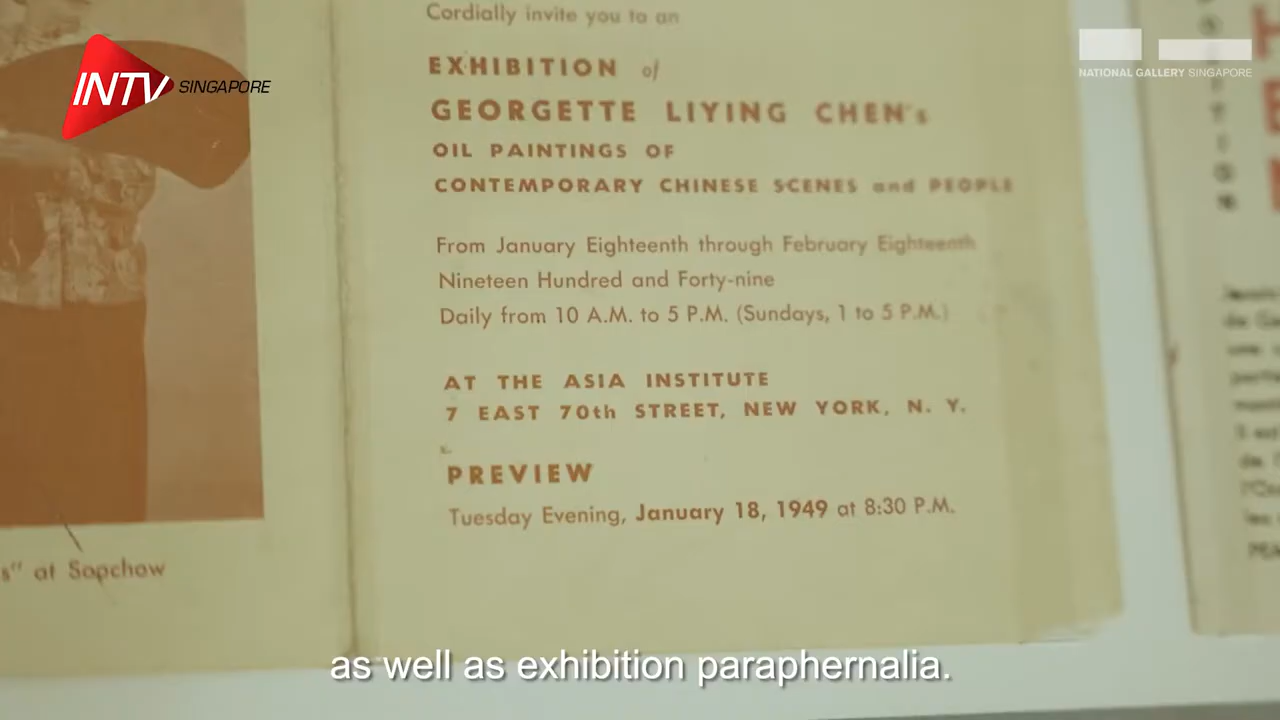 INTV SINGAPORE
NATIONAL GALLERY SINGAPORE
Cordially invite you to an
EXHIBITION of
GEORGETTE LIYING CHEN's
OIL PAINTINGS OF
CONTEMPORARY CHINESE SCENES and PEOPLE
From January Eighteenth through February Eighteenth
Nineteen Hundred and Forty-nine
Daily from 10 A.M. to 5 P.M. (Sundays, 1 to 5 P.M.)
AT THE ASIA INSTITUTE
7 EAST 70th STREET, NEW YORK, N. Y.
PREVIEW
Tuesday Evening, January 18, 1949 at 8:30 P.M.
s" at Soochow
as well as exhibition paraphernalia.